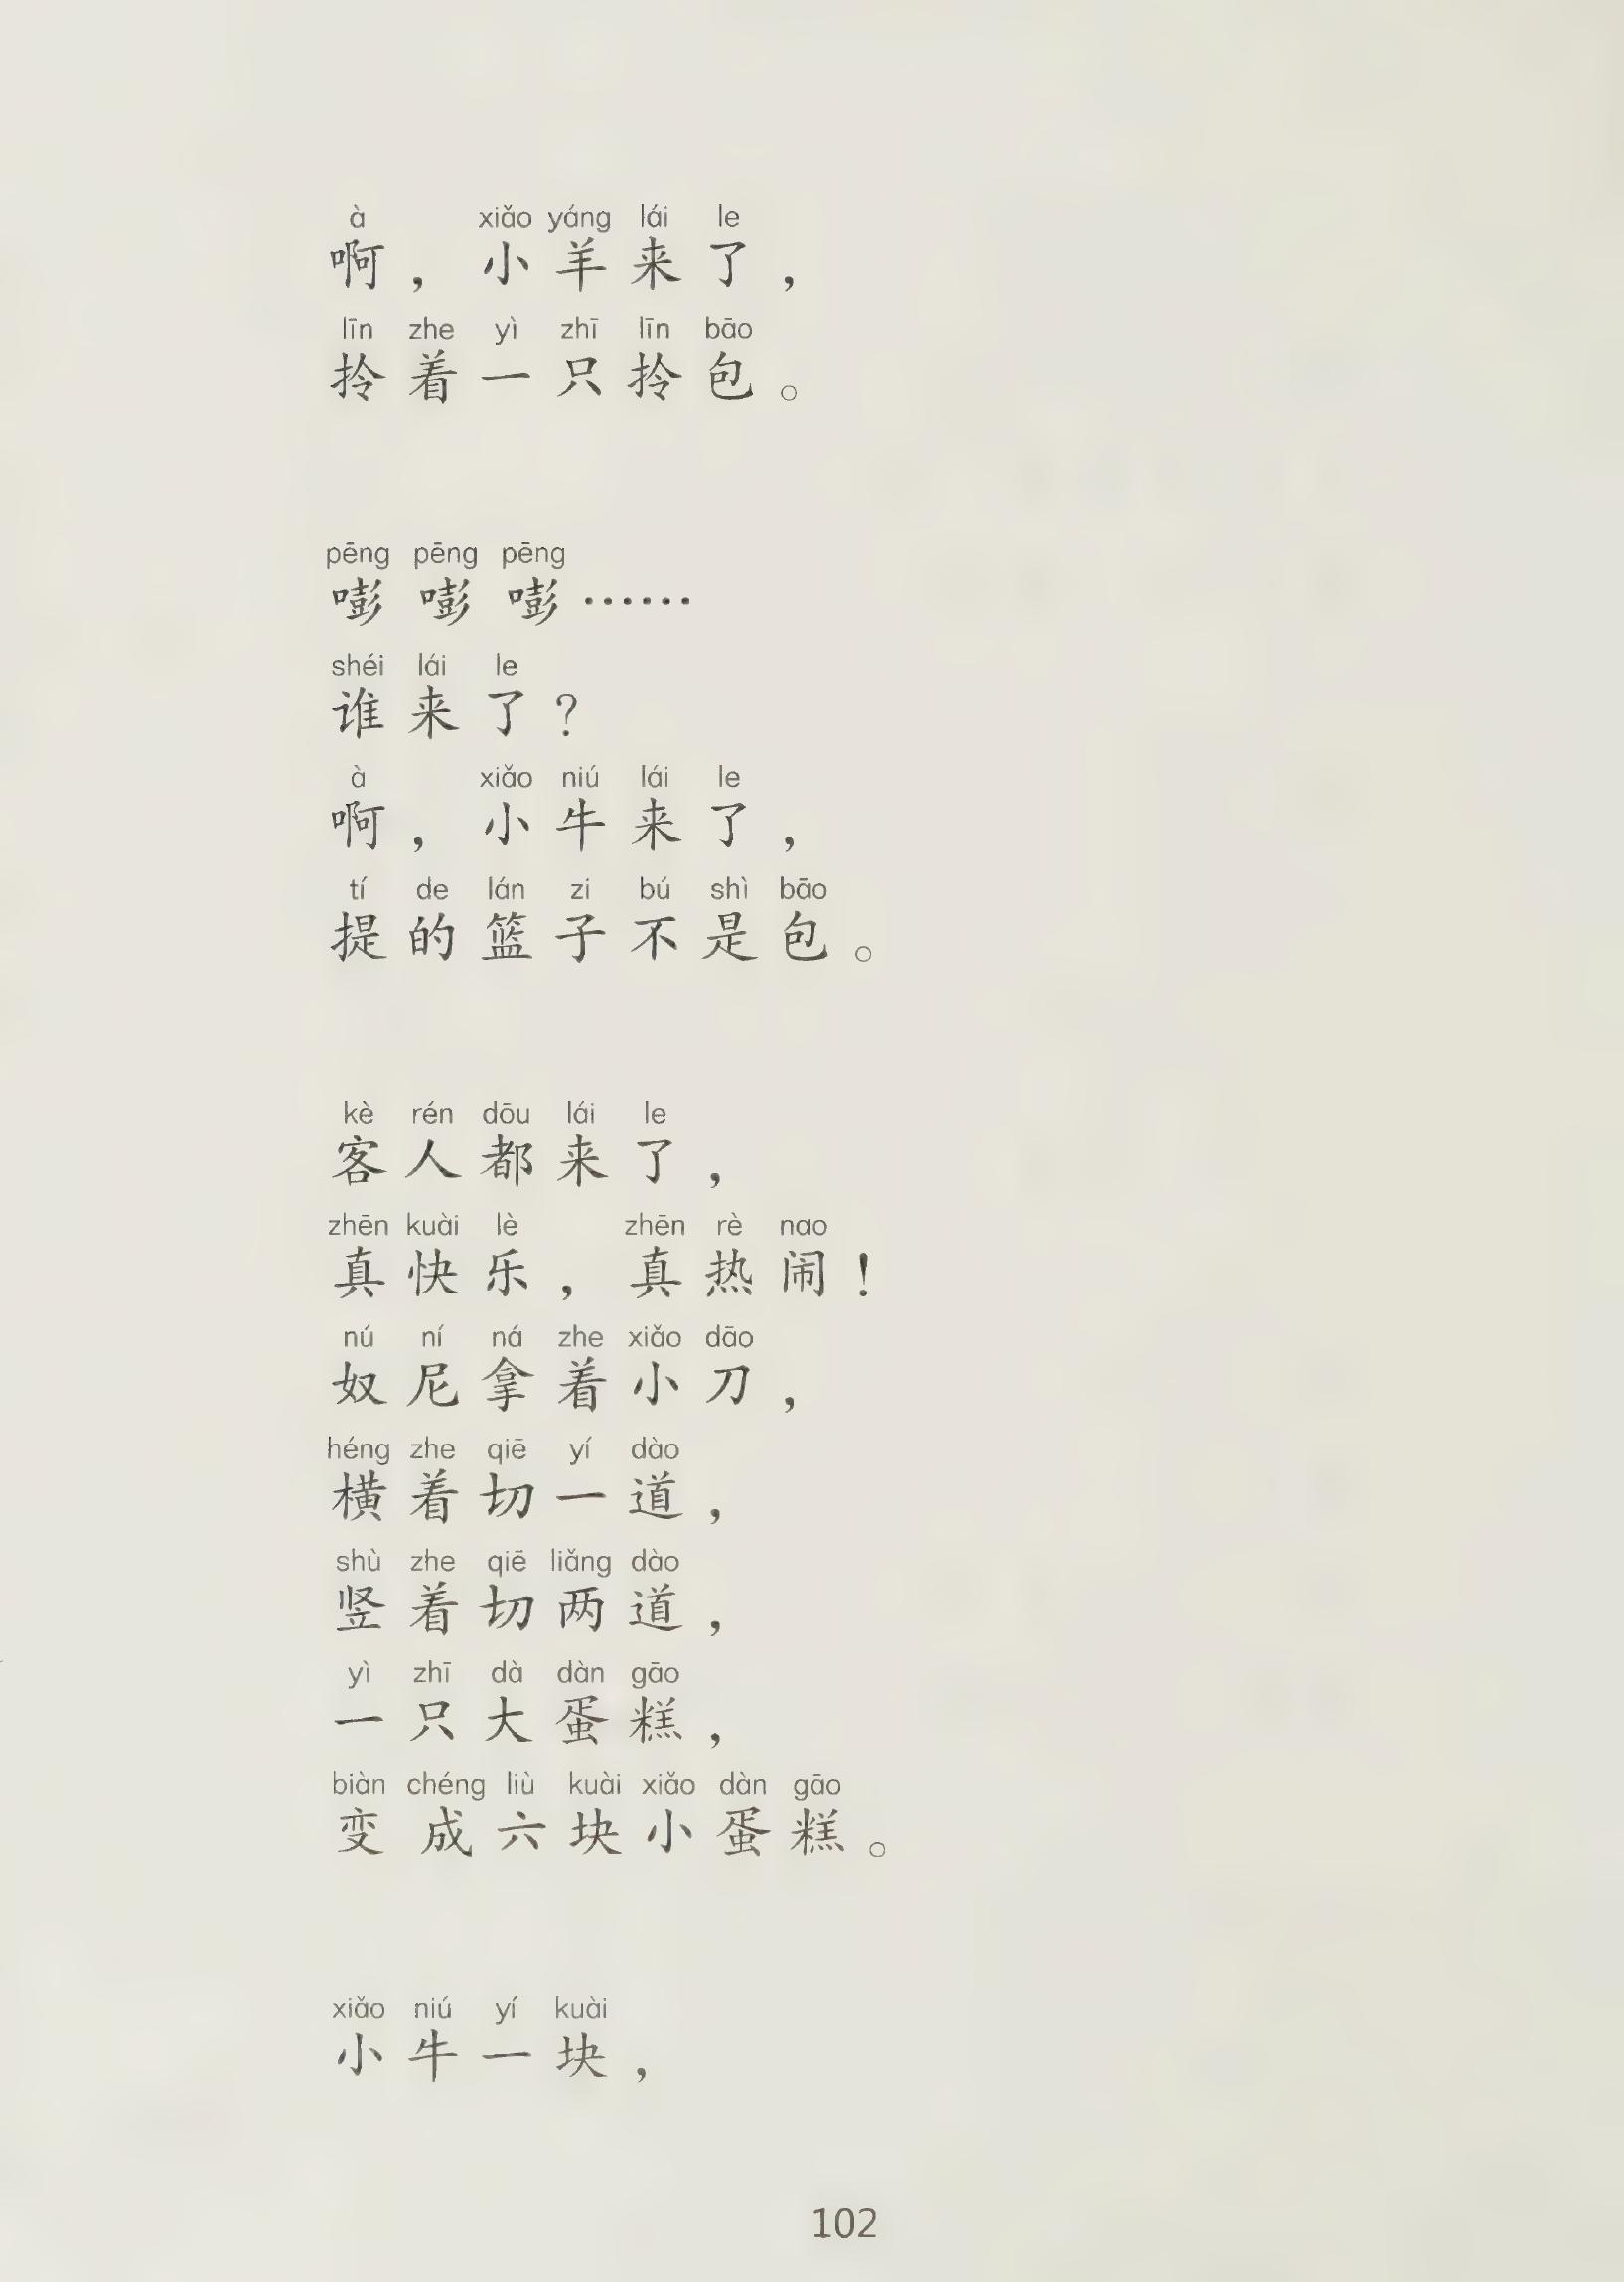 à xiǎo yáng lái le
啊，小羊来了，
līn zhe yì zhī līn bāo
拎着一只拎包。
pēng pēng pēng
嘭嘭嘭……
shéi lái le
谁来了？
à xiǎo niú lái le
啊，小牛来了，
tí de lán zi bú shì bāo
提的篮子不是包。
kè rén dōu lái le
客人都来了，
zhēn kuài lè zhēn rè nao
真快乐，真热闹！
nú ní ná zhe xiǎo dāo
奴尼拿着小刀，
héng zhe qiē yí dào
横着切一道，
shù zhe qiē liǎng dào
竖着切两道，
yì zhī dà dàn gāo
一只大蛋糕，
biàn chéng liù kuài xiǎo dàn gāo
变成六块小蛋糕。
xiǎo niú yí kuài
小牛一块，
102